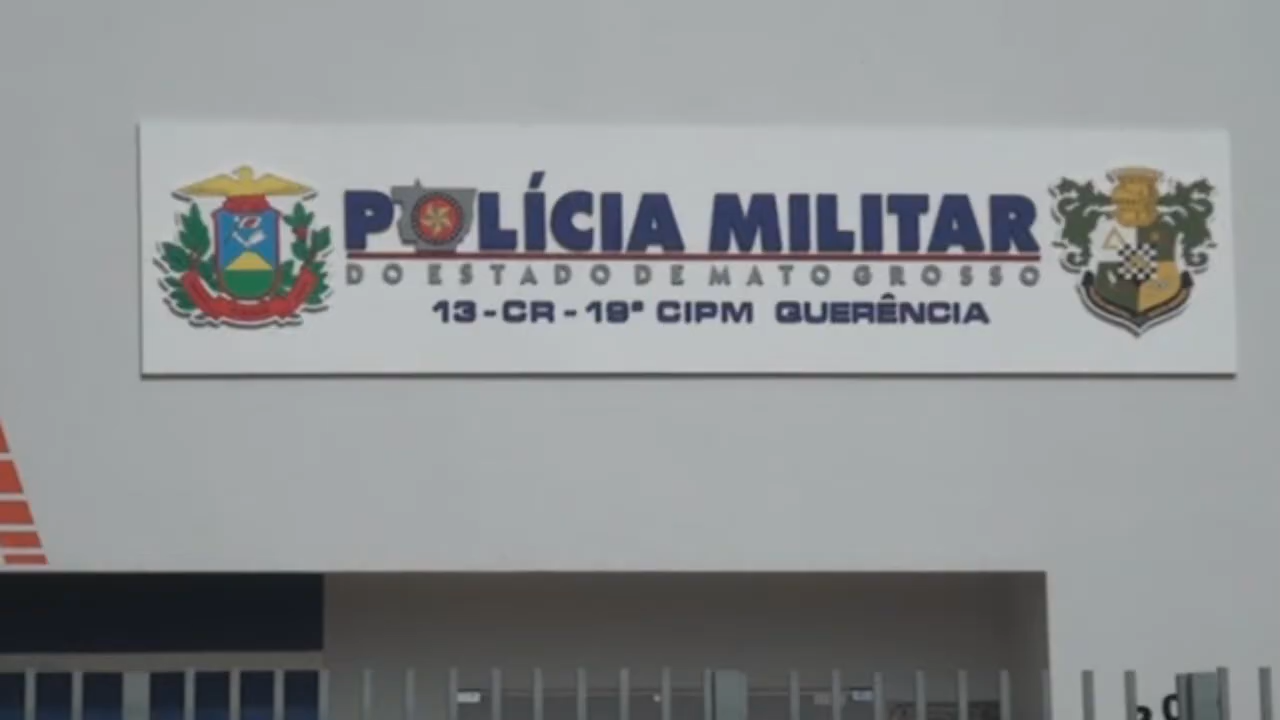 POLÍCIA MILITAR
DO ESTADO DE MATO GROSSO
13-CR-19ª CIPM QUERÊNCIA